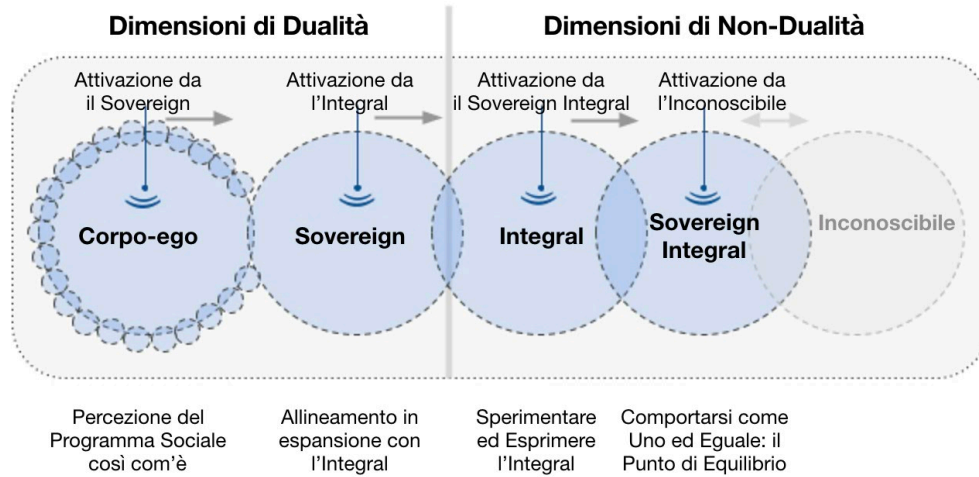 Dimensioni di Dualità
Dimensioni di Non-Dualità
Attivazione da
il Sovereign
Attivazione da
l'Integral
Attivazione da
il Sovereign Integral
Attivazione da
l'Inconoscibile
Corpo-ego
Sovereign
Integral
Sovereign
Integral
Inconoscibile
Percezione del
Programma Sociale
così com'è
Allineamento in
espansione con
l'Integral
Sperimentare
ed Esprimere
l'Integral
Comportarsi come
Uno ed Eguale: il
Punto di Equilibrio